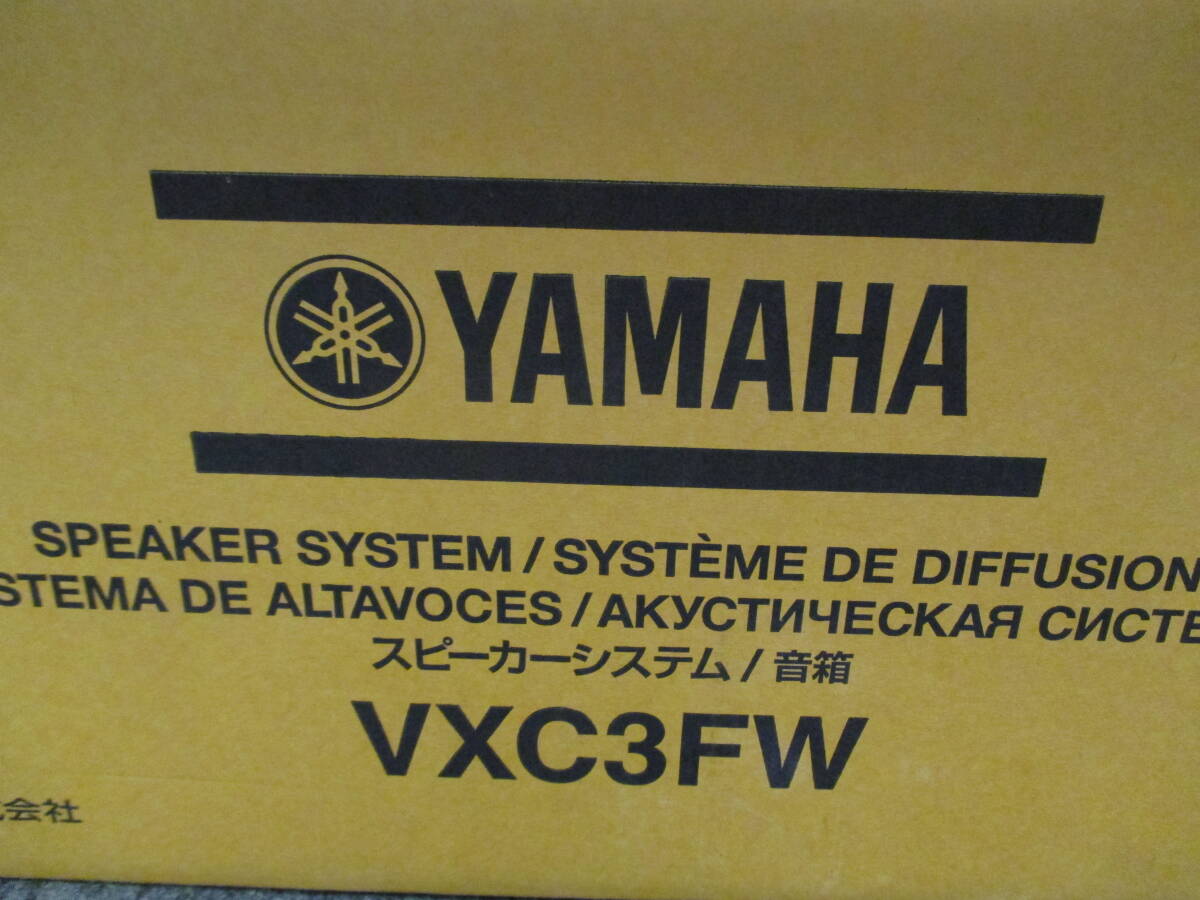 YAMAHA
SPEAKER SYSTEM / SYSTÈME DE DIFFUSION
STEMA DE ALTAVOCES / АКУСТИЧЕСКАЯ СИСТЕ
スピーカーシステム / 音箱
VXC3FW
会社